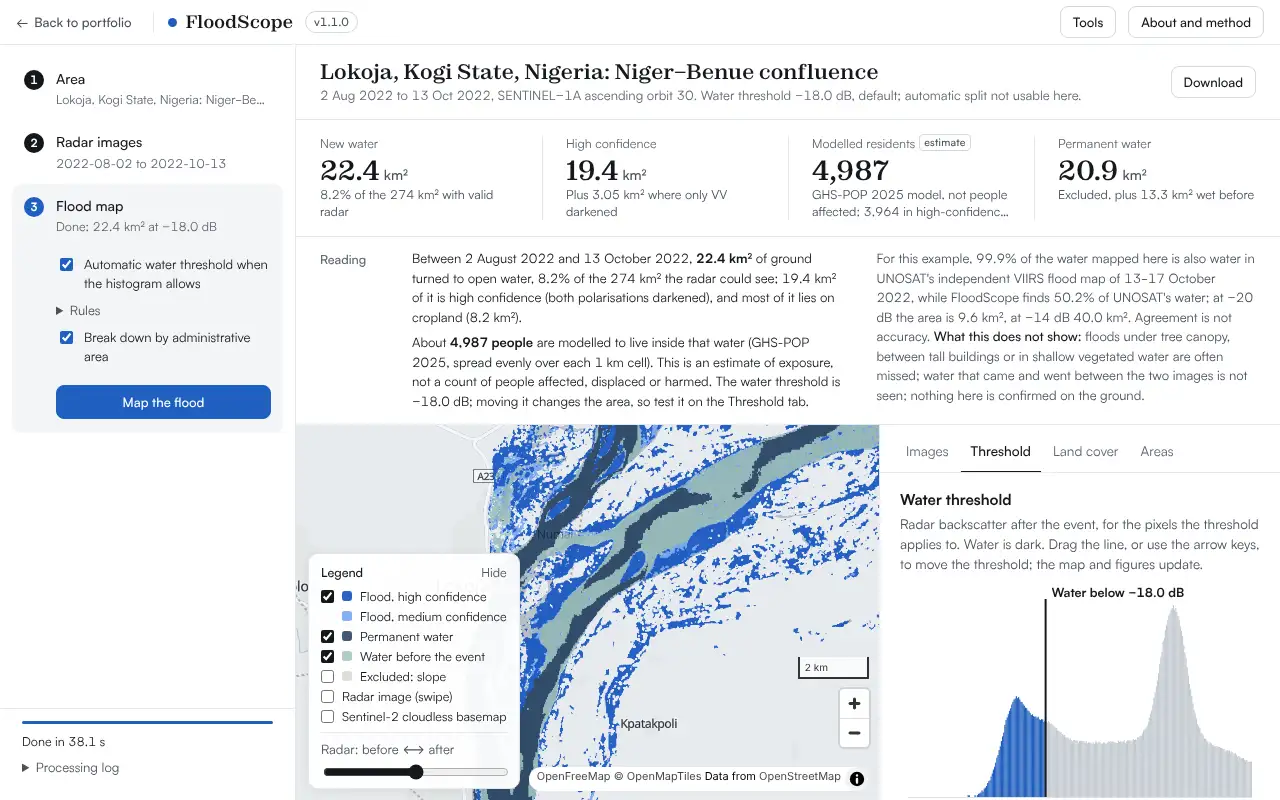 ← Back to portfolio
FloodScope v1.1.0
Tools
About and method
1 Area
Lokoja, Kogi State, Nigeria: Niger–Be...
2 Radar images
2022-08-02 to 2022-10-13
3 Flood map
Done: 22.4 km² at −18.0 dB
Automatic water threshold when
the histogram allows
Rules
Break down by administrative
area
Map the flood
Done in 38.1 s
Processing log
Lokoja, Kogi State, Nigeria: Niger–Benue confluence
2 Aug 2022 to 13 Oct 2022, SENTINEL-1A ascending orbit 30. Water threshold −18.0 dB, default; automatic split not usable here.
Download
New water
22.4 km²
8.2% of the 274 km² with valid
radar
High confidence
19.4 km²
Plus 3.05 km² where only VV
darkened
Modelled residents estimate
4,987
GHS-POP 2025 model, not people
affected; 3,964 in high-confidenc...
Permanent water
20.9 km²
Excluded, plus 13.3 km² wet before
Reading
Between 2 August 2022 and 13 October 2022, 22.4 km² of ground
turned to open water, 8.2% of the 274 km² the radar could see; 19.4 km²
of it is high confidence (both polarisations darkened), and most of it lies on
cropland (8.2 km²).
About 4,987 people are modelled to live inside that water (GHS-POP
2025, spread evenly over each 1 km cell). This is an estimate of exposure,
not a count of people affected, displaced or harmed. The water threshold is
−18.0 dB; moving it changes the area, so test it on the Threshold tab.
For this example, 99.9% of the water mapped here is also water in
UNOSAT's independent VIIRS flood map of 13–17 October
2022, while FloodScope finds 50.2% of UNOSAT's water; at −20
dB the area is 9.6 km², at −14 dB 40.0 km². Agreement is not
accuracy. What this does not show: floods under tree canopy,
between tall buildings or in shallow vegetated water are often
missed; water that came and went between the two images is not
seen; nothing here is confirmed on the ground.
A23
Kpatakpoli
Legend Hide
Flood, high confidence
Flood, medium confidence
Permanent water
Water before the event
Excluded: slope
Radar image (swipe)
Sentinel-2 cloudless basemap
Radar: before ⟷ after
2 km
+
−
OpenFreeMap © OpenMapTiles Data from OpenStreetMap
Images
Threshold
Land cover
Areas
Water threshold
Radar backscatter after the event, for the pixels the threshold
applies to. Water is dark. Drag the line, or use the arrow keys,
to move the threshold; the map and figures update.
Water below −18.0 dB